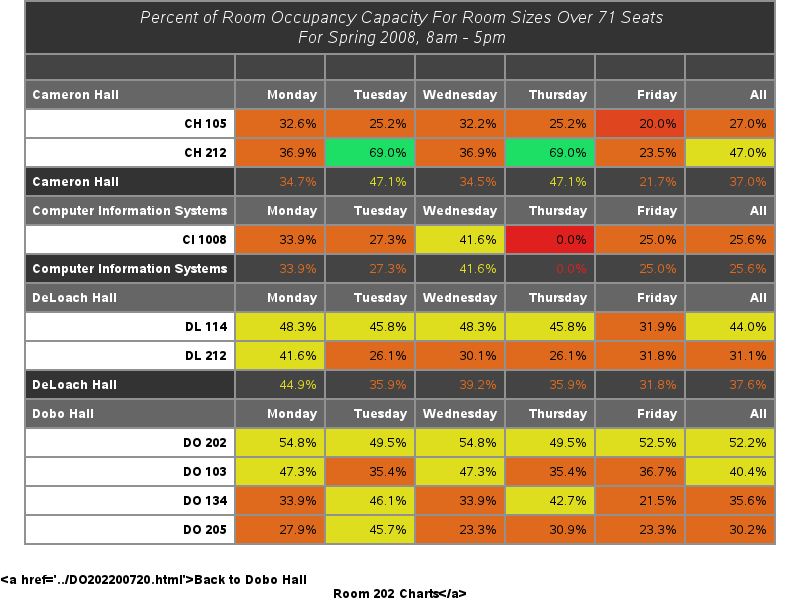 Percent of Room Occupancy Capacity For Room Sizes Over 71 Seats
For Spring 2008, 8am - 5pm
Cameron Hall Monday Tuesday Wednesday Thursday Friday All
CH 105 32.6% 25.2% 32.2% 25.2% 20.0% 27.0%
CH 212 36.9% 69.0% 36.9% 69.0% 23.5% 47.0%
Cameron Hall 34.7% 47.1% 34.5% 47.1% 21.7% 37.0%
Computer Information Systems Monday Tuesday Wednesday Thursday Friday All
CI 1008 33.9% 27.3% 41.6% 0.0% 25.0% 25.6%
Computer Information Systems 33.9% 27.3% 41.6% 0.0% 25.0% 25.6%
DeLoach Hall Monday Tuesday Wednesday Thursday Friday All
DL 114 48.3% 45.8% 48.3% 45.8% 31.9% 44.0%
DL 212 41.6% 26.1% 30.1% 26.1% 31.8% 31.1%
DeLoach Hall 44.9% 35.9% 39.2% 35.9% 31.8% 37.6%
Dobo Hall Monday Tuesday Wednesday Thursday Friday All
DO 202 54.8% 49.5% 54.8% 49.5% 52.5% 52.2%
DO 103 47.3% 35.4% 47.3% 35.4% 36.7% 40.4%
DO 134 33.9% 46.1% 33.9% 42.7% 21.5% 35.6%
DO 205 27.9% 45.7% 23.3% 30.9% 23.3% 30.2%
<a href='../DO202200720.html'>Back to Dobo Hall
Room 202 Charts</a>